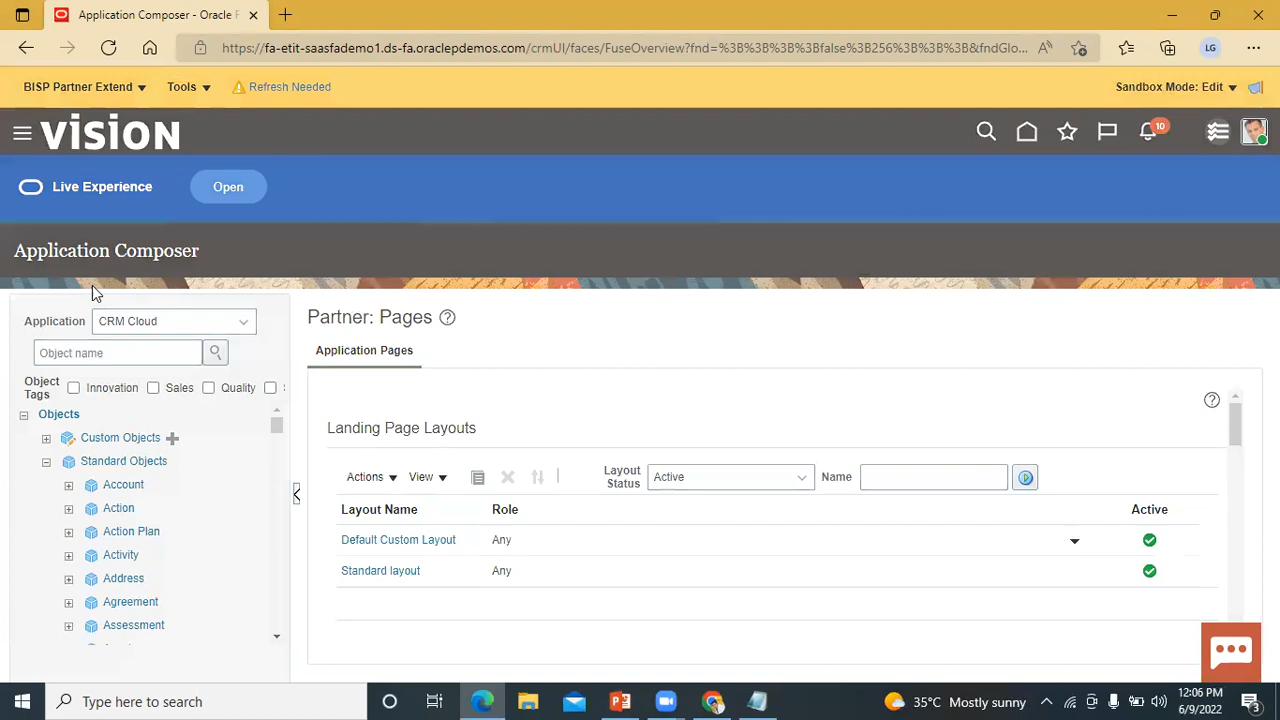 Application Composer - Oracle F
https://fa-etit-saasfademo1.ds-fa.oraclepdemos.com/crmUI/faces/FuseOverview?fnd=%3B%3B%3B%3Bfalse%3B256%3B%3B%3B&fndGlo...
LG
BISP Partner Extend
Tools
Refresh Needed
Sandbox Mode: Edit
vision
10
Live Experience
Open
Application Composer
Application
CRM Cloud
Object name
Object Tags
Innovation
Sales
Quality
Objects
Custom Objects
Standard Objects
Account
Action
Action Plan
Activity
Address
Agreement
Assessment
Partner: Pages
Application Pages
Landing Page Layouts
Actions
View
Layout Status
Active
Name
Layout Name
Role
Active
Default Custom Layout
Any
Standard layout
Any
Type here to search
35°C Mostly sunny
12:06 PM
6/9/2022
3